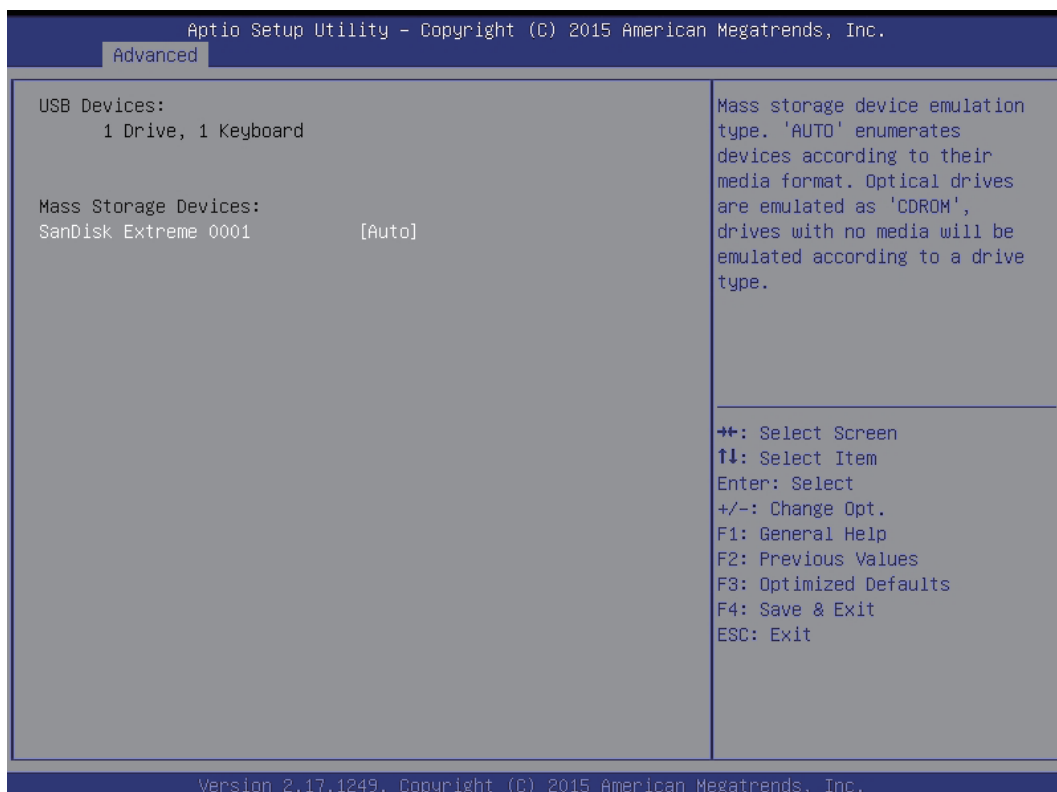 Aptio Setup Utility – Copyright (C) 2015 American Megatrends, Inc.
Advanced
USB Devices:
1 Drive, 1 Keyboard
Mass Storage Devices:
SanDisk Extreme 0001 [Auto]
Mass storage device emulation
type. 'AUTO' enumerates
devices according to their
media format. Optical drives
are emulated as 'CDROM',
drives with no media will be
emulated according to a drive
type.
→←: Select Screen
↑↓: Select Item
Enter: Select
+/-: Change Opt.
F1: General Help
F2: Previous Values
F3: Optimized Defaults
F4: Save & Exit
ESC: Exit
Version 2.17.1249. Copyright (C) 2015 American Megatrends, Inc.